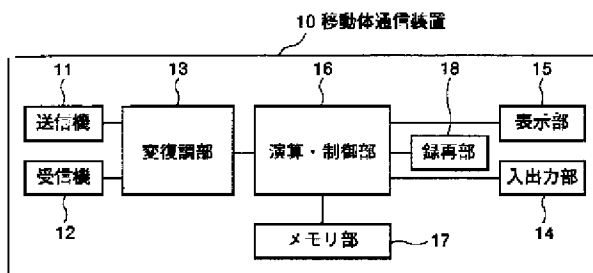 10 移動体通信装置
11 13 16 18 15
送信機
変復調部
演算・制御部
録再部
表示部
受信機
入出力部
12
メモリ部
17
14